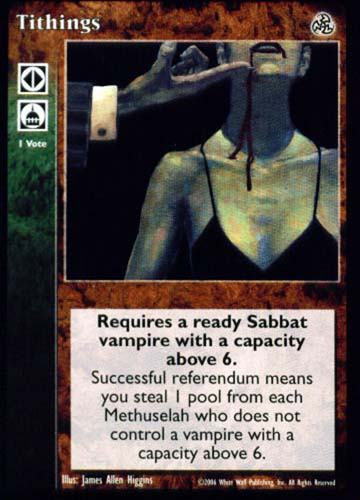 Tithings
1 Vote
Requires a ready Sabbat
vampire with a capacity
above 6.
Successful referendum means
you steal 1 pool from each
Methuselah who does not
control a vampire with a
capacity above 6.
Illus: James Allen Higgins
©2006 White Wolf Publishing, Inc. All Rights Reserved